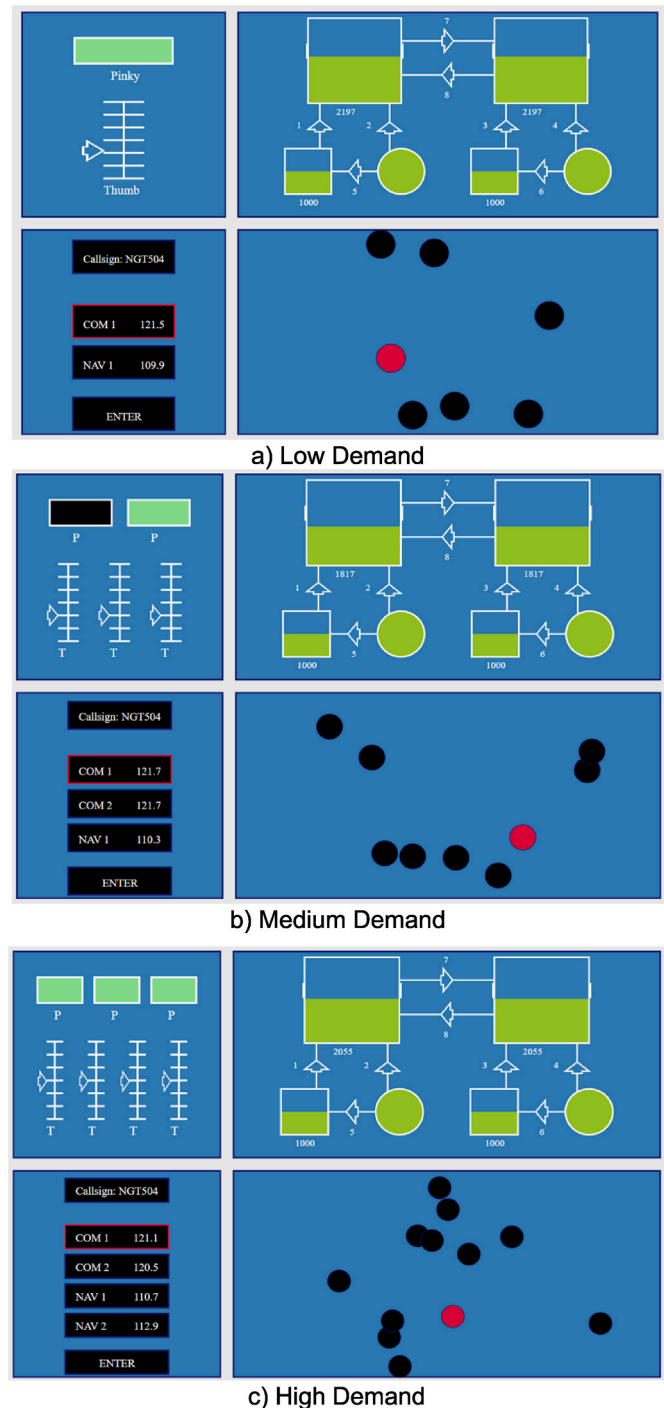 Pinky
Thumb
7
8
2197
2197
1
2
3
4
5
6
1000
1000
Callsign: NGT504
COM 1 121.5
NAV 1 109.9
ENTER
a) Low Demand
P P
T T T
7
8
1817
1817
1
2
3
4
5
6
1000
1000
Callsign: NGT504
COM 1 121.7
COM 2 121.7
NAV 1 110.3
ENTER
b) Medium Demand
P P P
T T T T
7
8
2055
2055
1
2
3
4
5
6
1000
1000
Callsign: NGT504
COM 1 121.1
COM 2 120.5
NAV 1 110.7
NAV 2 112.9
ENTER
c) High Demand